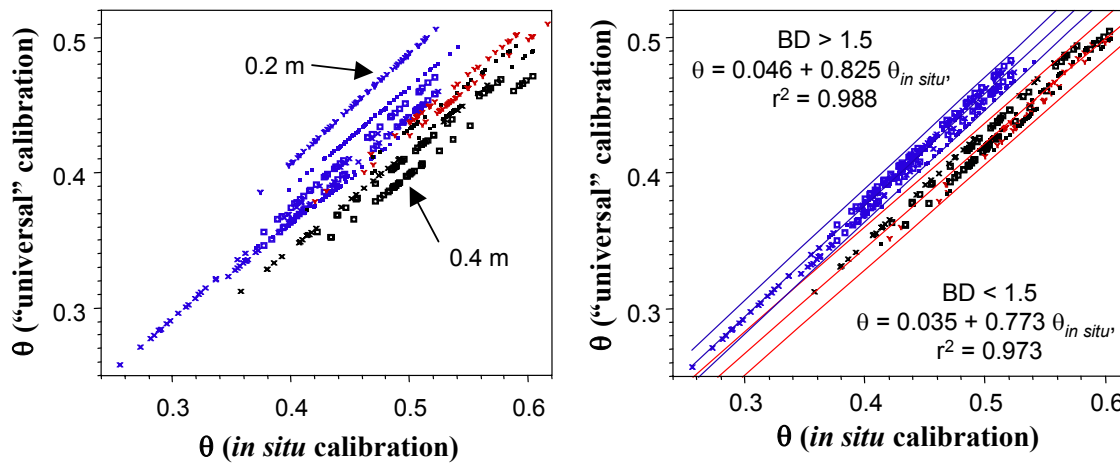 0.5
0.4
0.3
0.3
0.4
0.5
0.6
θ ("universal" calibration)
θ (in situ calibration)
0.2 m
0.4 m
0.5
0.4
0.3
0.3
0.4
0.5
0.6
θ ("universal" calibration)
θ (in situ calibration)
BD > 1.5
θ = 0.046 + 0.825 θin situ,
r² = 0.988
BD < 1.5
θ = 0.035 + 0.773 θin situ,
r² = 0.973